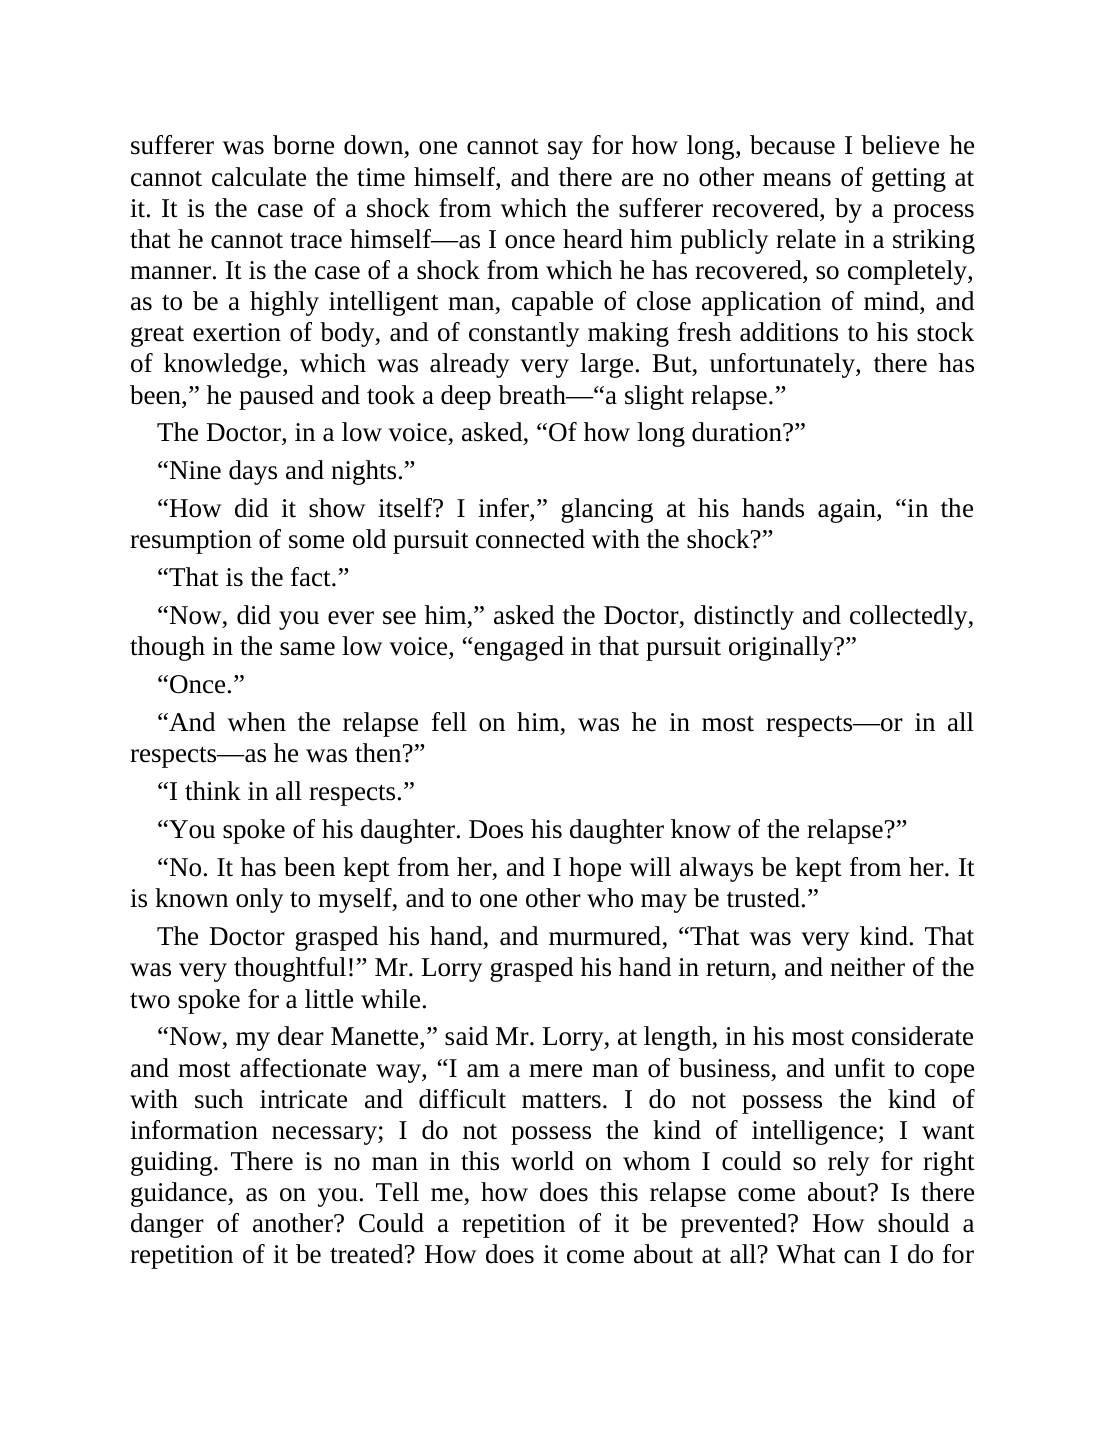 sufferer was borne down, one cannot say for how long, because I believe he
cannot calculate the time himself, and there are no other means of getting at
it. It is the case of a shock from which the sufferer recovered, by a process
that he cannot trace himself—as I once heard him publicly relate in a striking
manner. It is the case of a shock from which he has recovered, so completely,
as to be a highly intelligent man, capable of close application of mind, and
great exertion of body, and of constantly making fresh additions to his stock
of knowledge, which was already very large. But, unfortunately, there has
been,” he paused and took a deep breath—“a slight relapse.”
The Doctor, in a low voice, asked, “Of how long duration?”
“Nine days and nights.”
“How did it show itself? I infer,” glancing at his hands again, “in the
resumption of some old pursuit connected with the shock?”
“That is the fact.”
“Now, did you ever see him,” asked the Doctor, distinctly and collectedly,
though in the same low voice, “engaged in that pursuit originally?”
“Once.”
“And when the relapse fell on him, was he in most respects—or in all
respects—as he was then?”
“I think in all respects.”
“You spoke of his daughter. Does his daughter know of the relapse?”
“No. It has been kept from her, and I hope will always be kept from her. It
is known only to myself, and to one other who may be trusted.”
The Doctor grasped his hand, and murmured, “That was very kind. That
was very thoughtful!” Mr. Lorry grasped his hand in return, and neither of the
two spoke for a little while.
“Now, my dear Manette,” said Mr. Lorry, at length, in his most considerate
and most affectionate way, “I am a mere man of business, and unfit to cope
with such intricate and difficult matters. I do not possess the kind of
information necessary; I do not possess the kind of intelligence; I want
guiding. There is no man in this world on whom I could so rely for right
guidance, as on you. Tell me, how does this relapse come about? Is there
danger of another? Could a repetition of it be prevented? How should a
repetition of it be treated? How does it come about at all? What can I do for